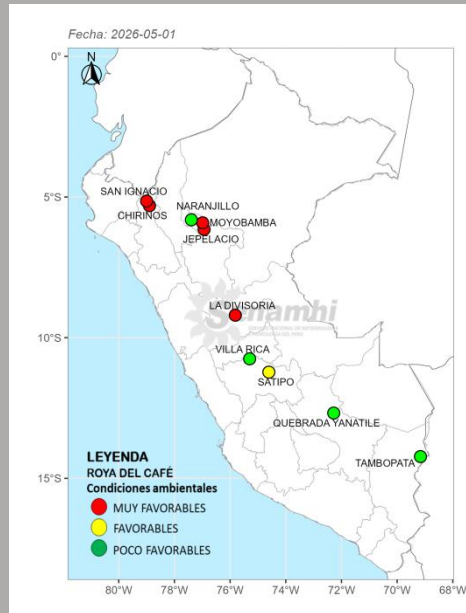 Fecha: 2026-05-01
N
0°
SAN IGNACIO
5°S
NARANJILLO
CHIRINOS
MOYOBAMBA
JEPELACIO
LA DIVISORIA
Senamhi
10°S
VILLA RICA
SATIPO
QUEBRADA YANATILE
TAMBOPATA
15°S
LEYENDA
ROYA DEL CAFÉ
Condiciones ambientales
MUY FAVORABLES
FAVORABLES
POCO FAVORABLES
80°W 78°W 76°W 74°W 72°W 70°W 68°W